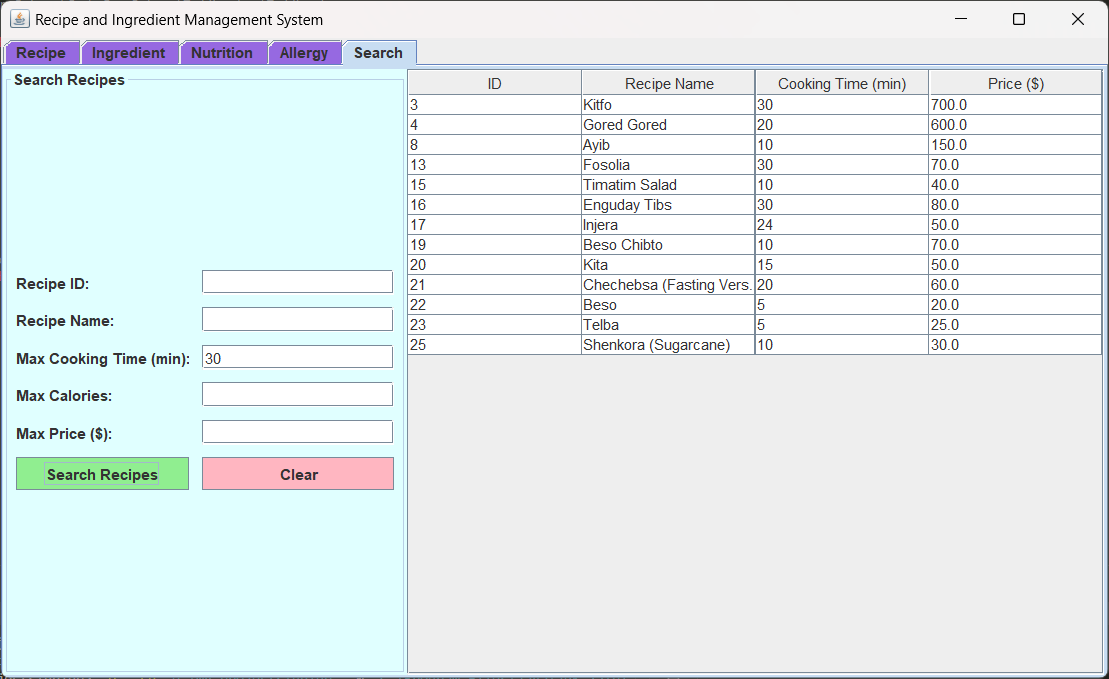 Recipe and Ingredient Management System
Recipe Ingredient Nutrition Allergy Search
Search Recipes
Recipe ID:
Recipe Name:
Max Cooking Time (min): 30
Max Calories:
Max Price ($):
Search Recipes Clear
ID Recipe Name Cooking Time (min) Price ($)
3 Kitfo 30 700.0
4 Gored Gored 20 600.0
8 Ayib 10 150.0
13 Fosolia 30 70.0
15 Timatim Salad 10 40.0
16 Enguday Tibs 30 80.0
17 Injera 24 50.0
19 Beso Chibto 10 70.0
20 Kita 15 50.0
21 Chechebsa (Fasting Vers. 20 60.0
22 Beso 5 20.0
23 Telba 5 25.0
25 Shenkora (Sugarcane) 10 30.0